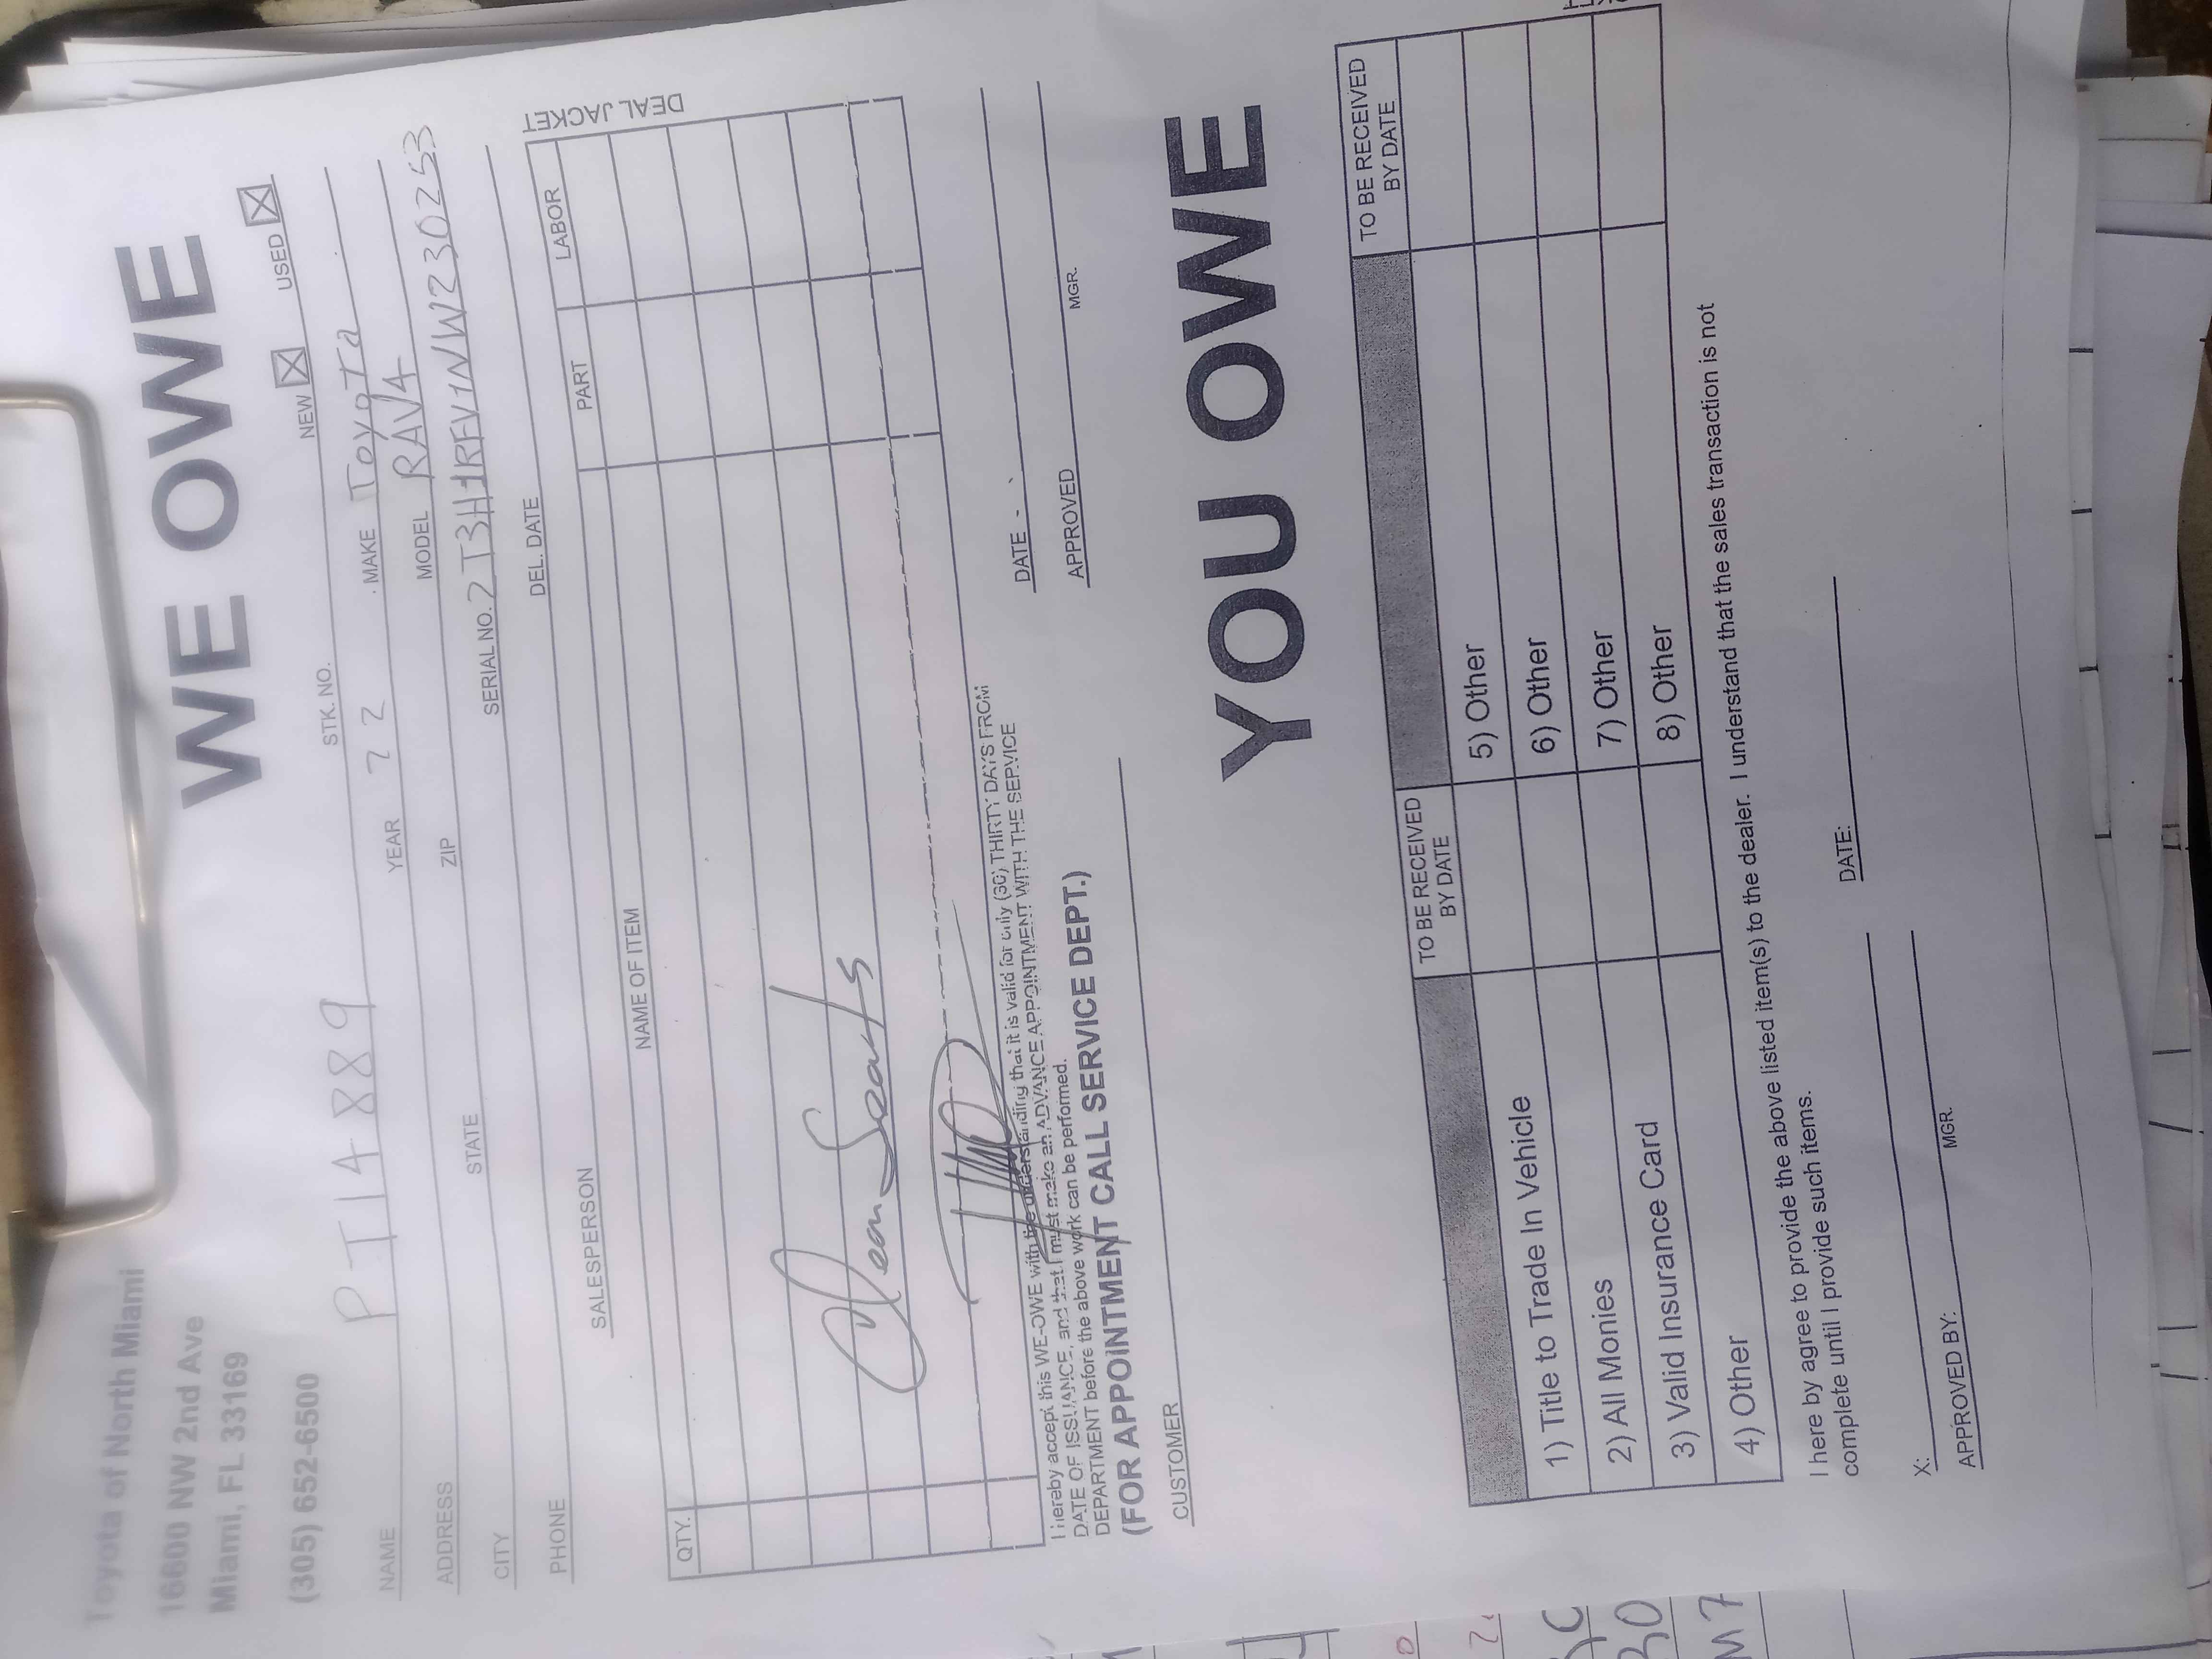 Toyota of North Miami
16600 NW 2nd Ave
Miami, FL 33169
(305) 652-6500
WE OWE
NEW ☒ USED ☒
NAME PT14889 STK. NO.
ADDRESS YEAR 22 MAKE Toyota
CITY STATE ZIP MODEL RAV4
PHONE SERIAL NO. 2T3H1RFV1NW230253
SALESPERSON DEL. DATE
QTY. NAME OF ITEM PART LABOR
DEAL JACKET
Clean Seats
I hereby accept this WE-OWE with the understanding that it is valid for only (30) THIRTY DAYS FROM
DATE OF ISSUANCE, and that I must make an ADVANCE APPOINTMENT WITH THE SERVICE
DEPARTMENT before the above work can be performed.
(FOR APPOINTMENT CALL SERVICE DEPT.)
DATE
CUSTOMER APPROVED MGR.
YOU OWE
TO BE RECEIVED BY DATE TO BE RECEIVED BY DATE
1) Title to Trade In Vehicle 5) Other
2) All Monies 6) Other
3) Valid Insurance Card 7) Other
4) Other 8) Other
I here by agree to provide the above listed item(s) to the dealer. I understand that the sales transaction is not
complete until I provide such items.
X: DATE:
APPROVED BY: MGR.